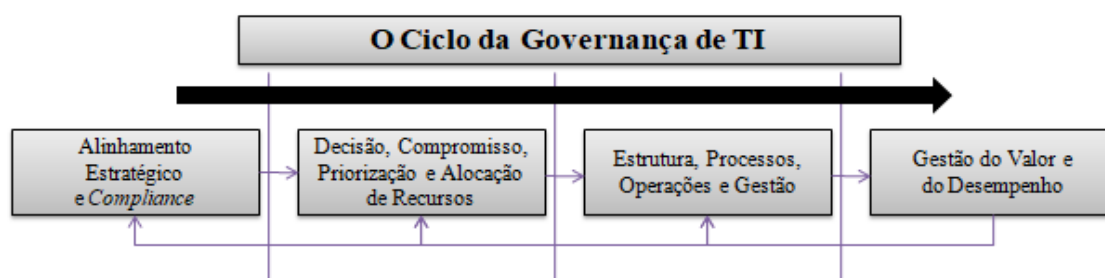 O Ciclo da Governança de TI
Alinhamento
Estratégico
e Compliance
Decisão, Compromisso,
Priorização e Alocação
de Recursos
Estrutura, Processos,
Operações e Gestão
Gestão do Valor e
do Desempenho